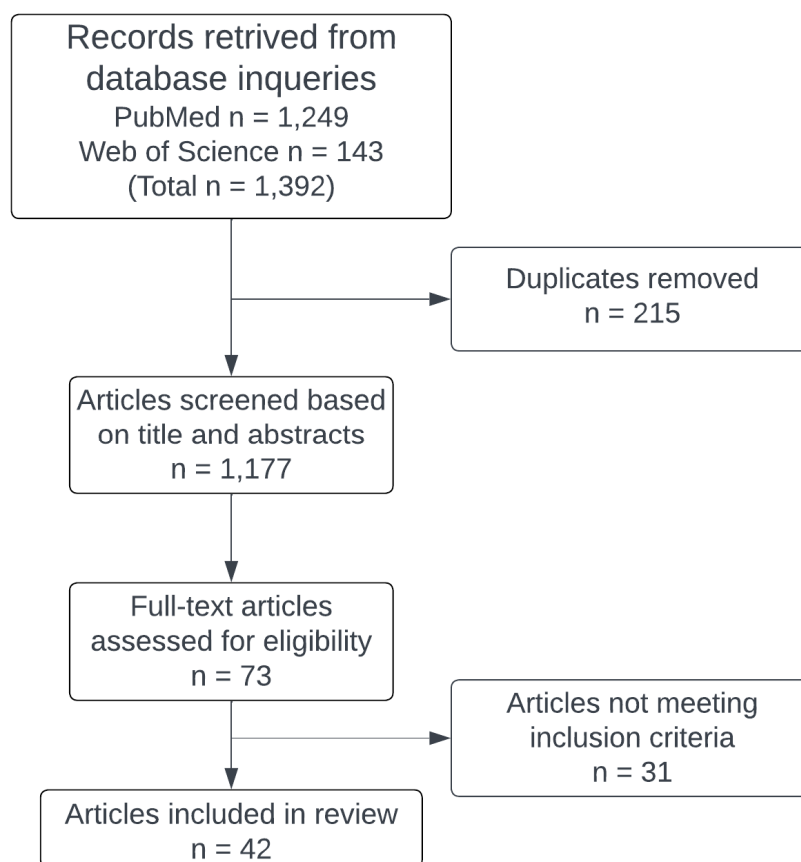 Records retrived from
database inqueries
PubMed n = 1,249
Web of Science n = 143
(Total n = 1,392)
Duplicates removed
n = 215
Articles screened based
on title and abstracts
n = 1,177
Full-text articles
assessed for eligibility
n = 73
Articles not meeting
inclusion criteria
n = 31
Articles included in review
n = 42